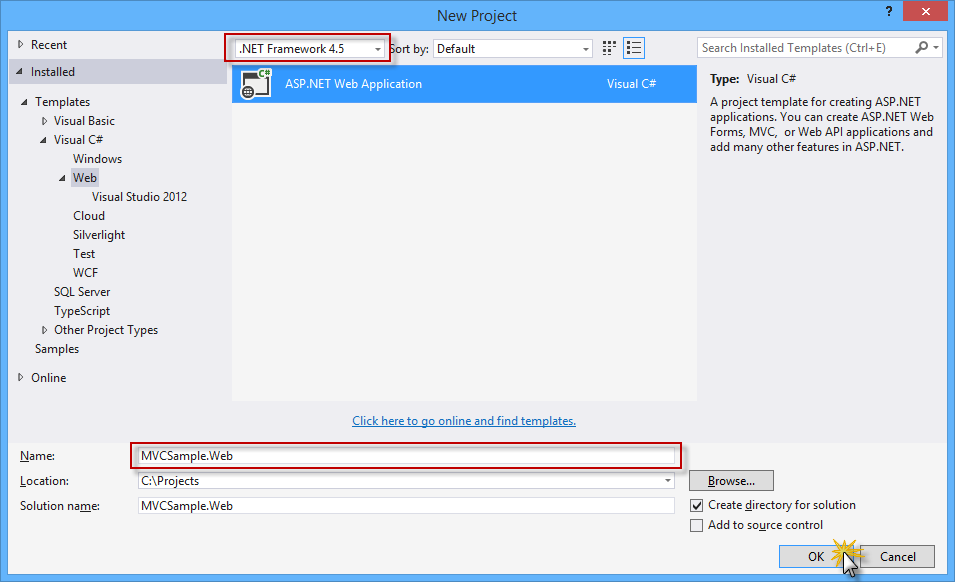 New Project
?
Recent
.NET Framework 4.5
Sort by:
Default
Search Installed Templates (Ctrl+E)
Installed
Templates
Visual Basic
Visual C#
Windows
Web
Visual Studio 2012
Cloud
Silverlight
Test
WCF
SQL Server
TypeScript
Other Project Types
Samples
Online
C#
ASP.NET Web Application
Visual C#
Type: Visual C#
A project template for creating ASP.NET
applications. You can create ASP.NET Web
Forms, MVC, or Web API applications and
add many other features in ASP.NET.
Click here to go online and find templates.
Name:
MVCSample.Web
Location:
C:\Projects
Browse...
Solution name:
MVCSample.Web
Create directory for solution
Add to source control
OK
Cancel